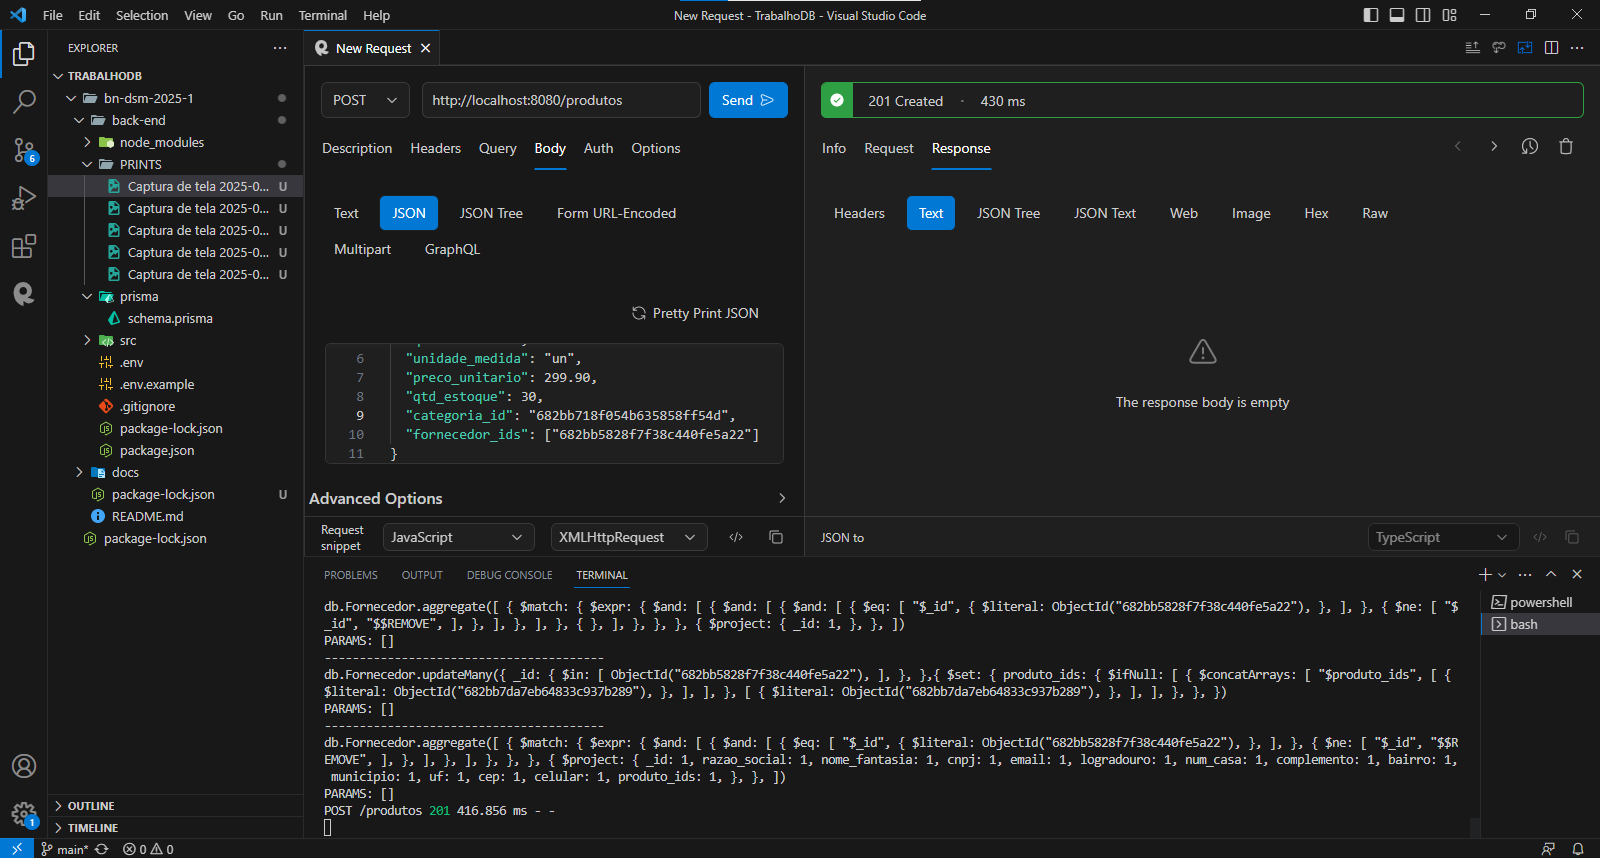 File Edit Selection View Go Run Terminal Help
New Request - TrabalhoDB - Visual Studio Code
EXPLORER
TRABALHODB
bn-dsm-2025-1
back-end
node_modules
PRINTS
Captura de tela 2025-0... U
Captura de tela 2025-0... U
Captura de tela 2025-0... U
Captura de tela 2025-0... U
Captura de tela 2025-0... U
prisma
schema.prisma
src
.env
.env.example
.gitignore
package-lock.json
package.json
docs
package-lock.json U
README.md
package-lock.json
OUTLINE
TIMELINE
6
1
New Request
POST http://localhost:8080/produtos Send
Description Headers Query Body Auth Options
Text JSON JSON Tree Form URL-Encoded
Multipart GraphQL
Pretty Print JSON
6 "unidade_medida": "un",
7 "preco_unitario": 299.90,
8 "qtd_estoque": 30,
9 "categoria_id": "682bb718f054b635858ff54d",
10 "fornecedor_ids": ["682bb5828f7f38c440fe5a22"]
11 }
Advanced Options
Request snippet JavaScript XMLHttpRequest
201 Created - 430 ms
Info Request Response
Headers Text JSON Tree JSON Text Web Image Hex Raw
The response body is empty
JSON to TypeScript
PROBLEMS OUTPUT DEBUG CONSOLE TERMINAL
db.Fornecedor.aggregate([ { $match: { $expr: { $and: [ { $and: [ { $and: [ { $eq: [ "$_id", { $literal: ObjectId("682bb5828f7f38c440fe5a22"), }, ], }, { $ne: [ "$
_id", "$$REMOVE", ], }, ], }, ], }, { }, ], }, }, }, { $project: { _id: 1, }, }, ])
PARAMS: []
----------------------------------------
db.Fornecedor.updateMany({ _id: { $in: [ ObjectId("682bb5828f7f38c440fe5a22"), ], }, },{ $set: { produto_ids: { $ifNull: [ { $concatArrays: [ "$produto_ids", [ {
$literal: ObjectId("682bb7da7eb64833c937b289"), }, ], ], }, [ { $literal: ObjectId("682bb7da7eb64833c937b289"), }, ], ], }, }, })
PARAMS: []
----------------------------------------
db.Fornecedor.aggregate([ { $match: { $expr: { $and: [ { $and: [ { $eq: [ "$_id", { $literal: ObjectId("682bb5828f7f38c440fe5a22"), }, ], }, { $ne: [ "$_id", "$$R
EMOVE", ], }, ], }, ], }, }, }, { $project: { _id: 1, razao_social: 1, nome_fantasia: 1, cnpj: 1, email: 1, logradouro: 1, num_casa: 1, complemento: 1, bairro: 1,
municipio: 1, uf: 1, cep: 1, celular: 1, produto_ids: 1, }, }, ])
PARAMS: []
POST /produtos 201 416.856 ms - -
powershell
bash
main* 0 0